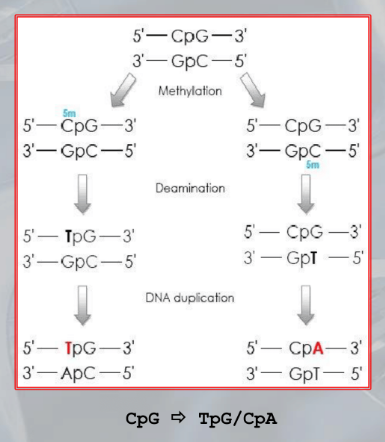 5'— CpG —3'
3'— GpC — 5'
Methylation
5m
5' — CpG —3'
3' — GpC — 5'
5' — CpG — 3'
3' — GpC — 5'
5m
Deamination
5' — TpG —3'
3' — GpC — 5'
5' — CpG —3'
3' — GpT — 5'
DNA duplication
5' — TpG —3'
3' — ApC — 5'
5' — CpA — 3'
3' — GpT — 5'
CpG ⇨ TpG/CpA